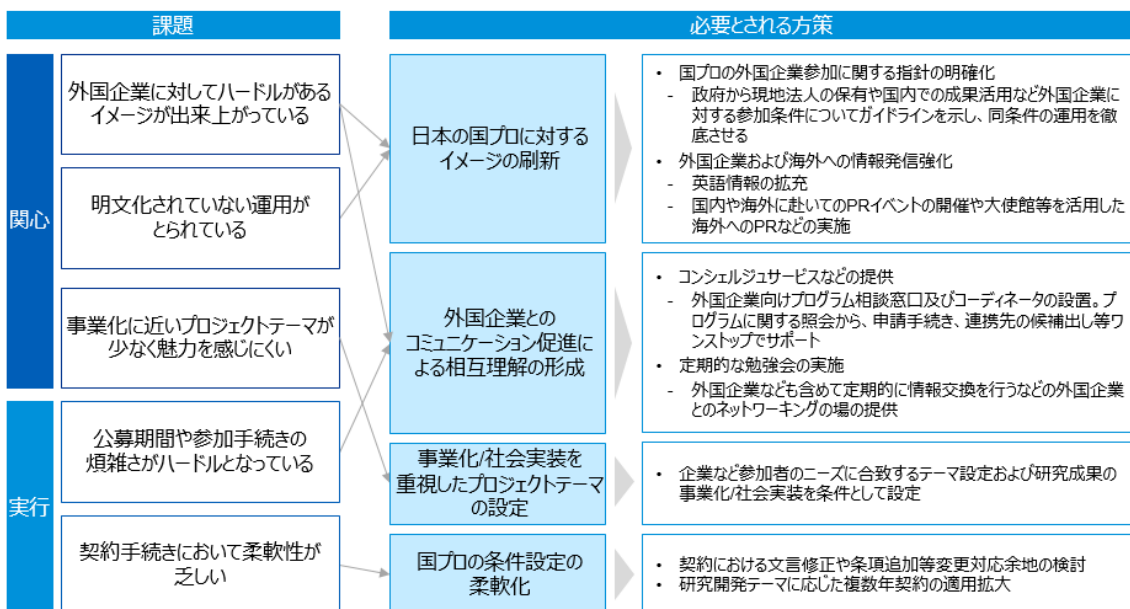 課題
必要とされる方策
関心
外国企業に対してハードルがある
イメージが出来上がっている
明文化されていない運用が
とられている
事業化に近いプロジェクトテーマが
少なく魅力を感じにくい
実行
公募期間や参加手続きの
煩雑さがハードルとなっている
契約手続きにおいて柔軟性が
乏しい
日本の国プロに対する
イメージの刷新
• 国プロの外国企業参加に関する指針の明確化
- 政府から現地法人の保有や国内での成果活用など外国企業に
対する参加条件についてガイドラインを示し、同条件の運用を徹
底させる
• 外国企業および海外への情報発信強化
- 英語情報の拡充
- 国内や海外に赴いてのPRイベントの開催や大使館等を活用した
海外へのPRなどの実施
外国企業との
コミュニケーション促進によ
る相互理解の形成
• コンシェルジュサービスなどの提供
- 外国企業向けプログラム相談窓口及びコーディネータの設置。プ
ログラムに関する照会から、申請手続き、連携先の候補出し等ワ
ンストップでサポート
• 定期的な勉強会の実施
- 外国企業なども含めて定期的に情報交換を行うなどの外国企業
とのネットワーキングの場の提供
事業化/社会実装を
重視したプロジェクトテーマ
の設定
• 企業など参加者のニーズに合致するテーマ設定および研究成果の
事業化/社会実装を条件として設定
国プロの条件設定の
柔軟化
• 契約における文言修正や条項追加等変更対応余地の検討
• 研究開発テーマに応じた複数年契約の適用拡大